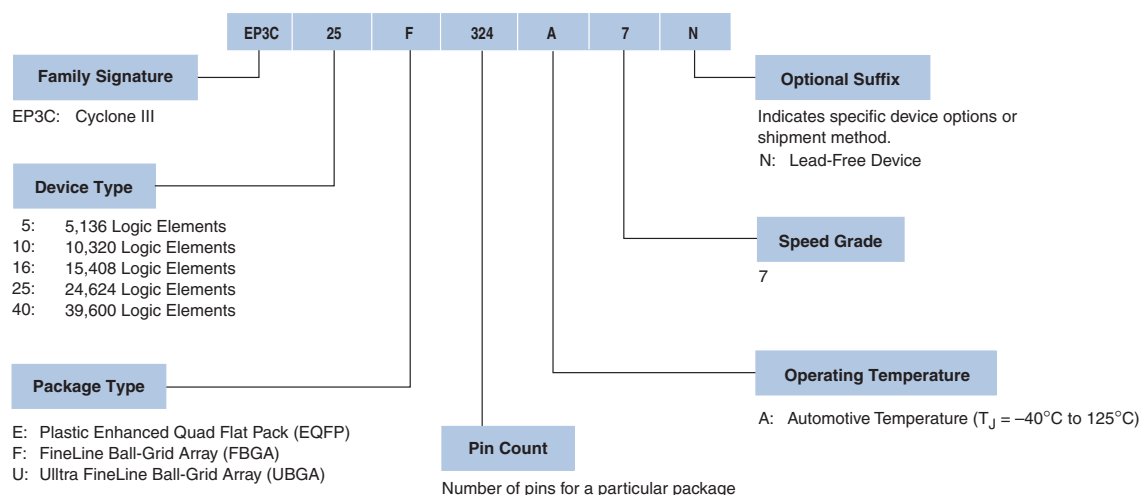 EP3C 25 F 324 A 7 N
Family Signature
EP3C: Cyclone III
Device Type
5: 5,136 Logic Elements
10: 10,320 Logic Elements
16: 15,408 Logic Elements
25: 24,624 Logic Elements
40: 39,600 Logic Elements
Package Type
E: Plastic Enhanced Quad Flat Pack (EQFP)
F: FineLine Ball-Grid Array (FBGA)
U: Ulltra FineLine Ball-Grid Array (UBGA)
Pin Count
Number of pins for a particular package
Optional Suffix
Indicates specific device options or
shipment method.
N: Lead-Free Device
Speed Grade
7
Operating Temperature
A: Automotive Temperature (TJ = –40°C to 125°C)